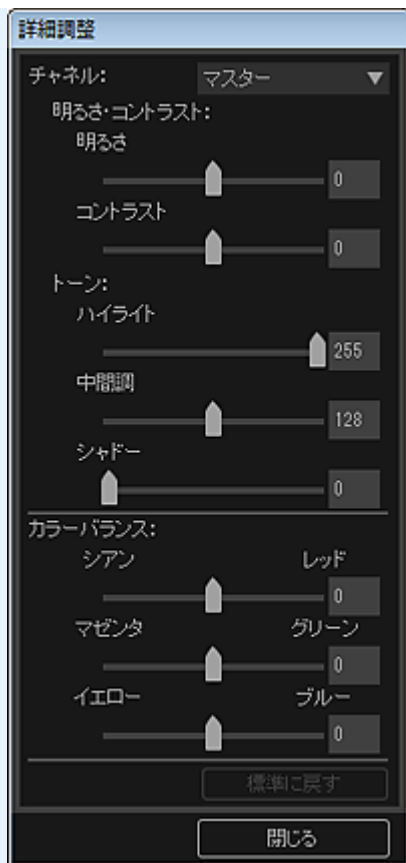 詳細調整
チャネル: マスター
明るさ・コントラスト:
明るさ
0
コントラスト
0
トーン:
ハイライト
255
中間調
128
シャドー
0
カラーバランス:
シアン レッド
0
マゼンタ グリーン
0
イエロー ブルー
0
標準に戻す
閉じる